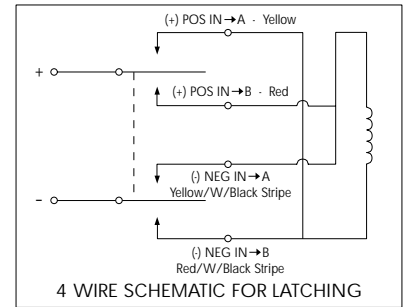 (+) POS IN→A - Yellow
+
(+) POS IN→B - Red
(-) NEG IN→A
Yellow/W/Black Stripe
-
(-) NEG IN→B
Red/W/Black Stripe
4 WIRE SCHEMATIC FOR LATCHING